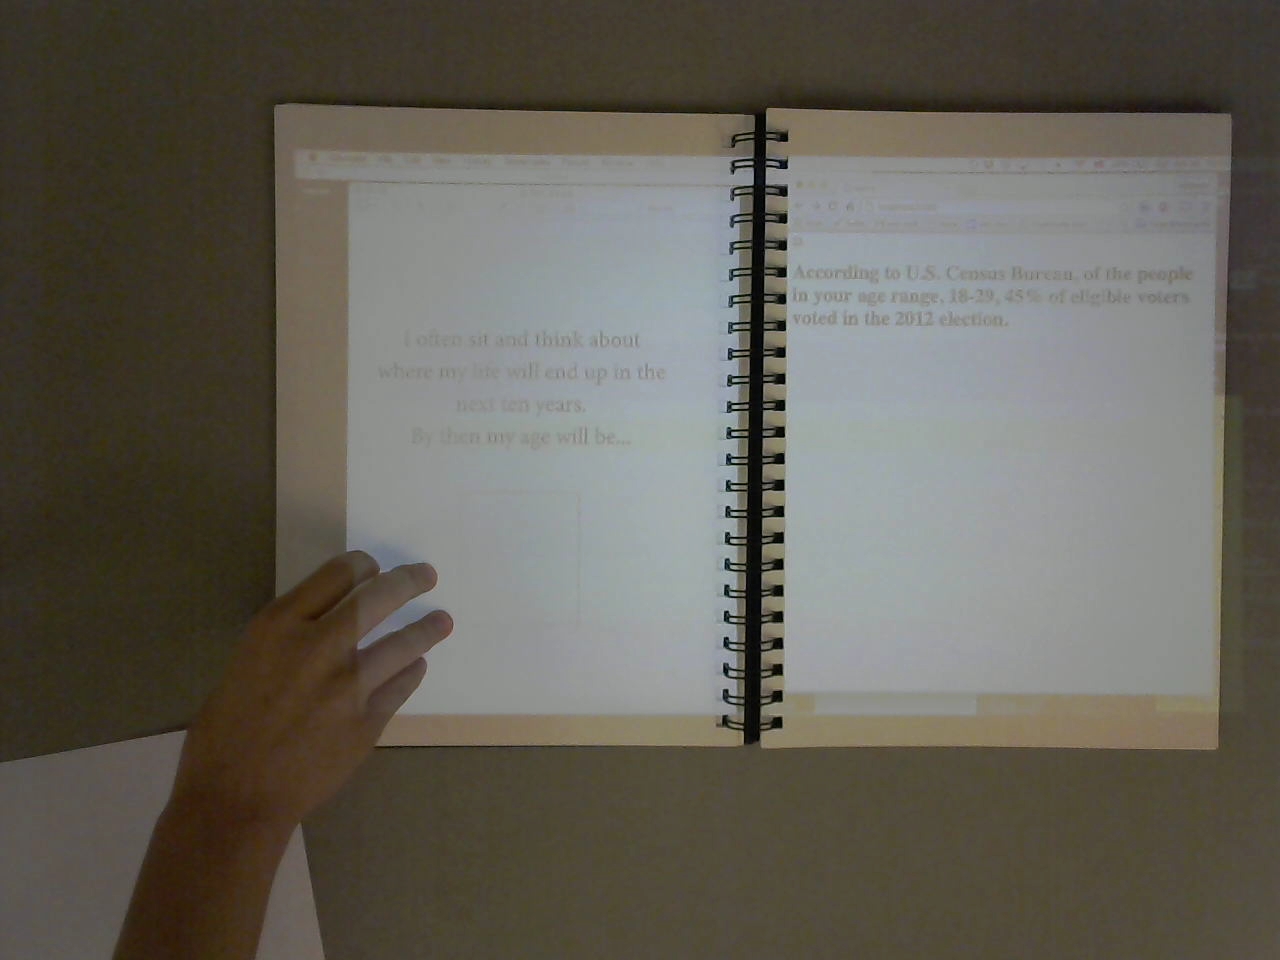 I often sit and think about
where my life will end up in the
next ten years.
By then my age will be...
According to U.S. Census Bureau, of the people
in your age range, 18-29, 45% of eligible voters
voted in the 2012 election.